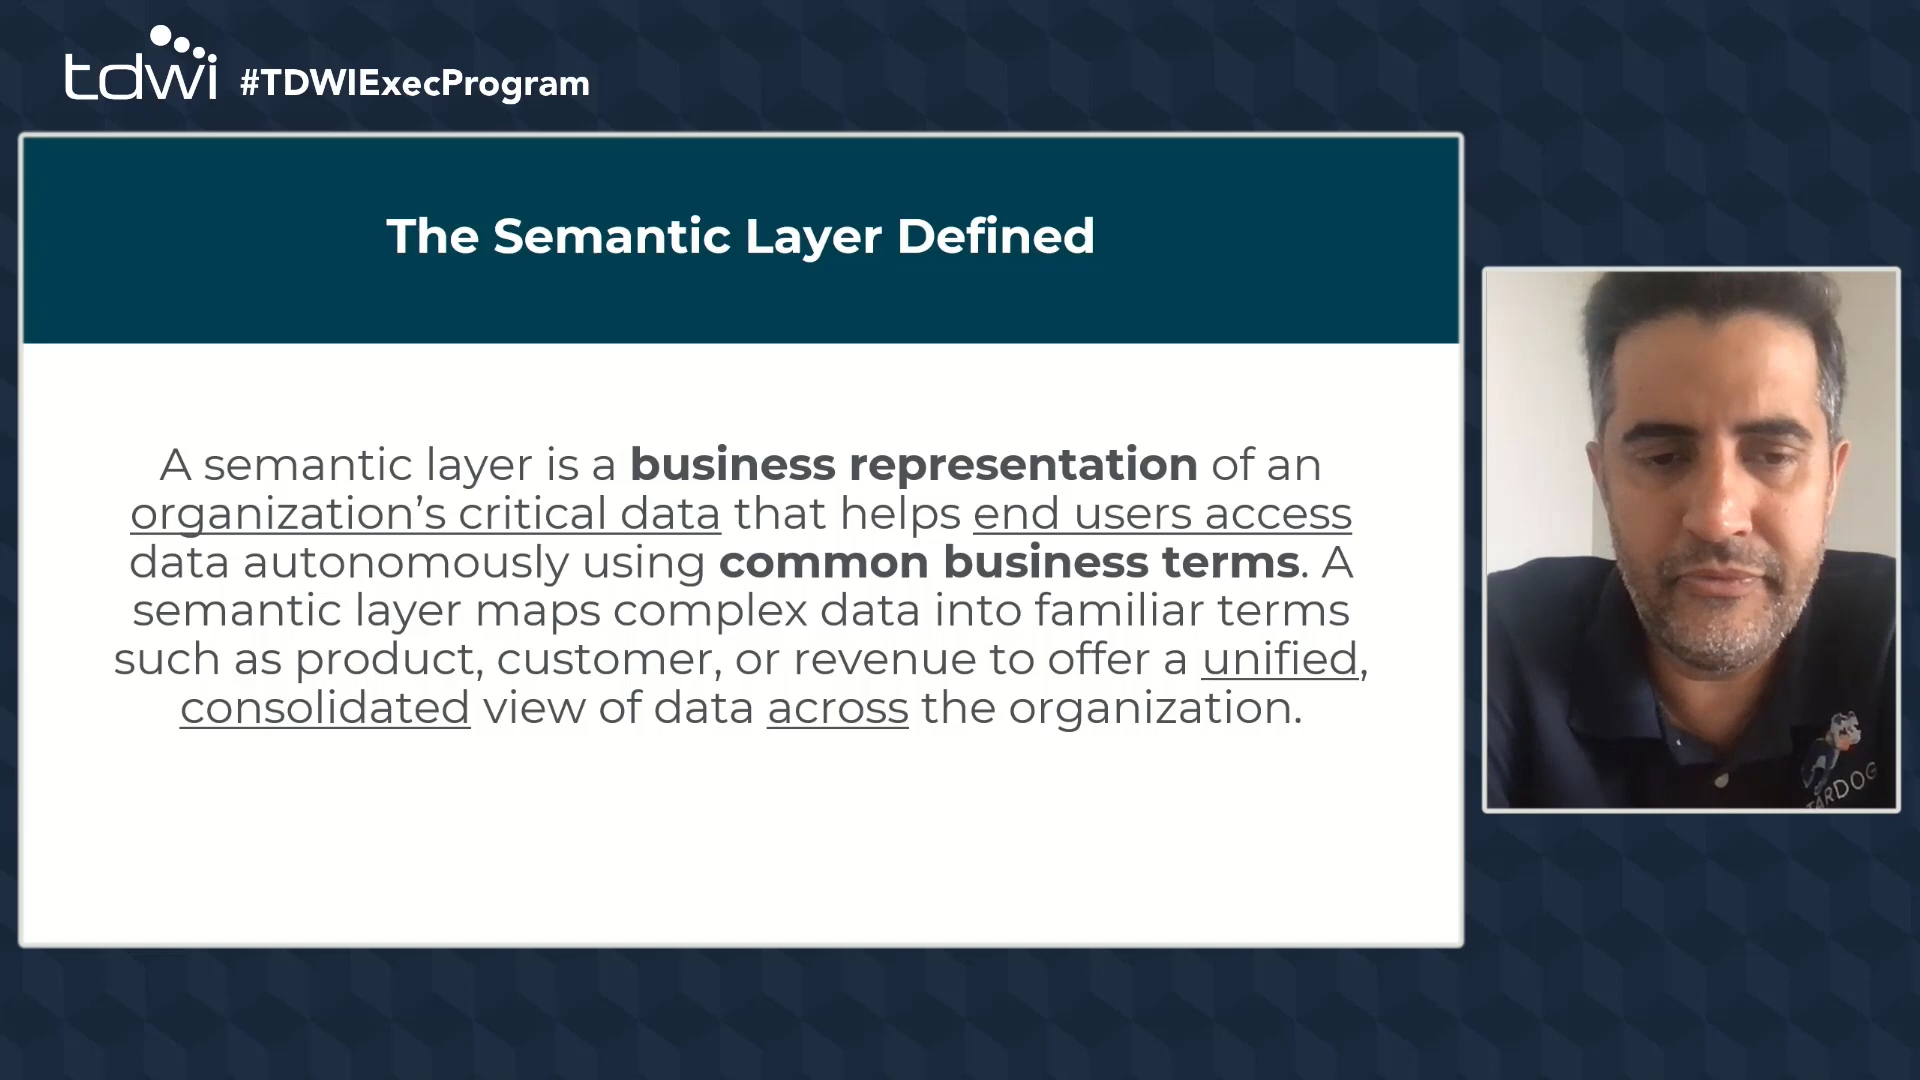 tdwi #TDWIExecProgram
The Semantic Layer Defined
A semantic layer is a business representation of an
organization’s critical data that helps end users access
data autonomously using common business terms. A
semantic layer maps complex data into familiar terms
such as product, customer, or revenue to offer a unified,
consolidated view of data across the organization.
TARDOG